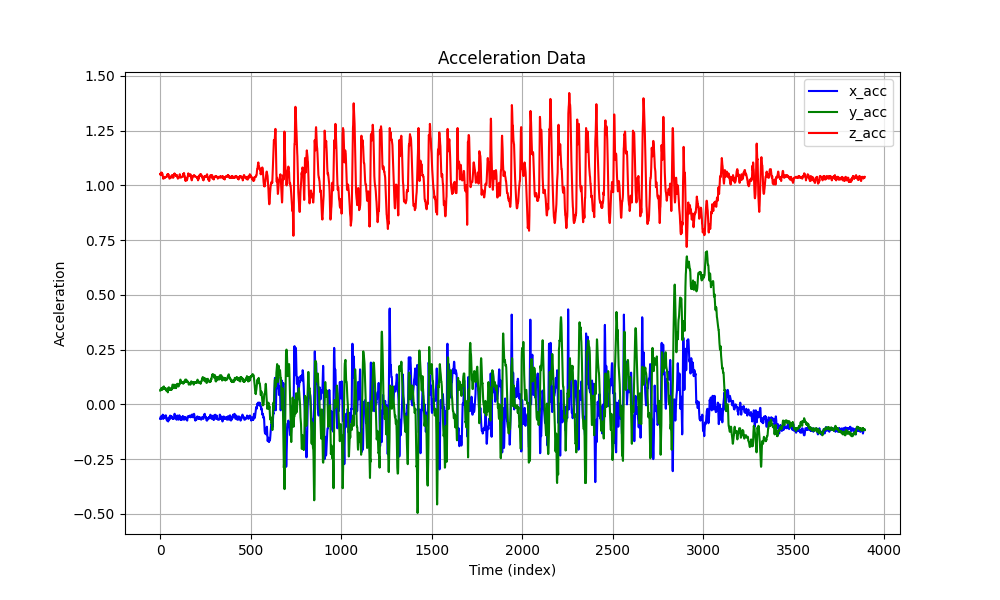 Acceleration Data
1.50
1.25
1.00
0.75
0.50
0.25
0.00
−0.25
−0.50
Acceleration
x_acc
y_acc
z_acc
0 500 1000 1500 2000 2500 3000 3500 4000
Time (index)